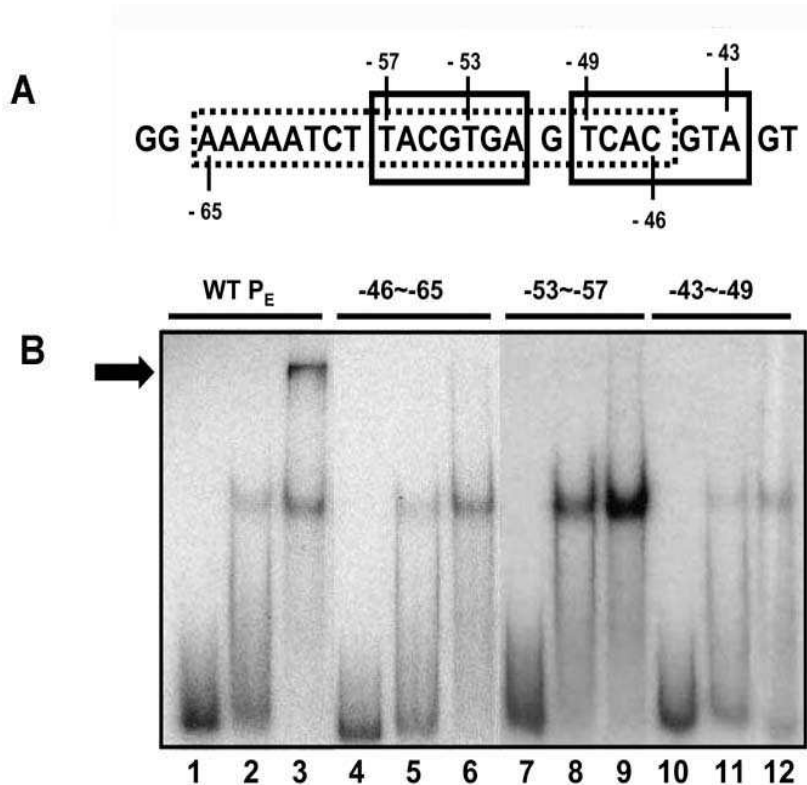 A
- 57 - 53 - 49 - 43
GG AAAAATCT TACGTGA G TCAC GTA GT
- 65 - 46
B
WT PE -46~-65 -53~-57 -43~-49
1 2 3 4 5 6 7 8 9 10 11 12